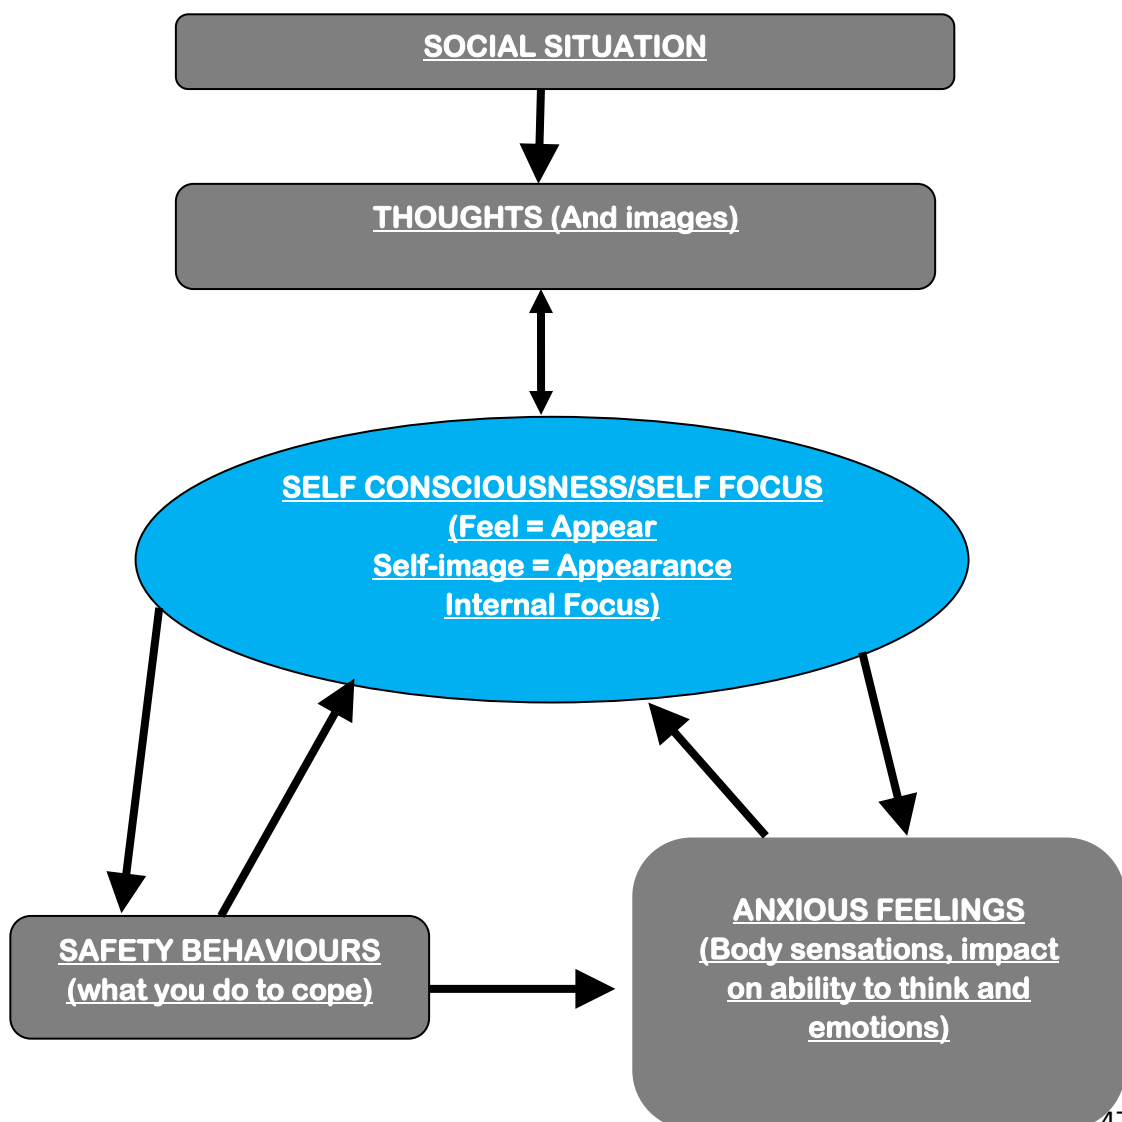 SOCIAL SITUATION
THOUGHTS (And images)
SELF CONSCIOUSNESS/SELF FOCUS
(Feel = Appear
Self-image = Appearance
Internal Focus)
SAFETY BEHAVIOURS
(what you do to cope)
ANXIOUS FEELINGS
(Body sensations, impact
on ability to think and
emotions)